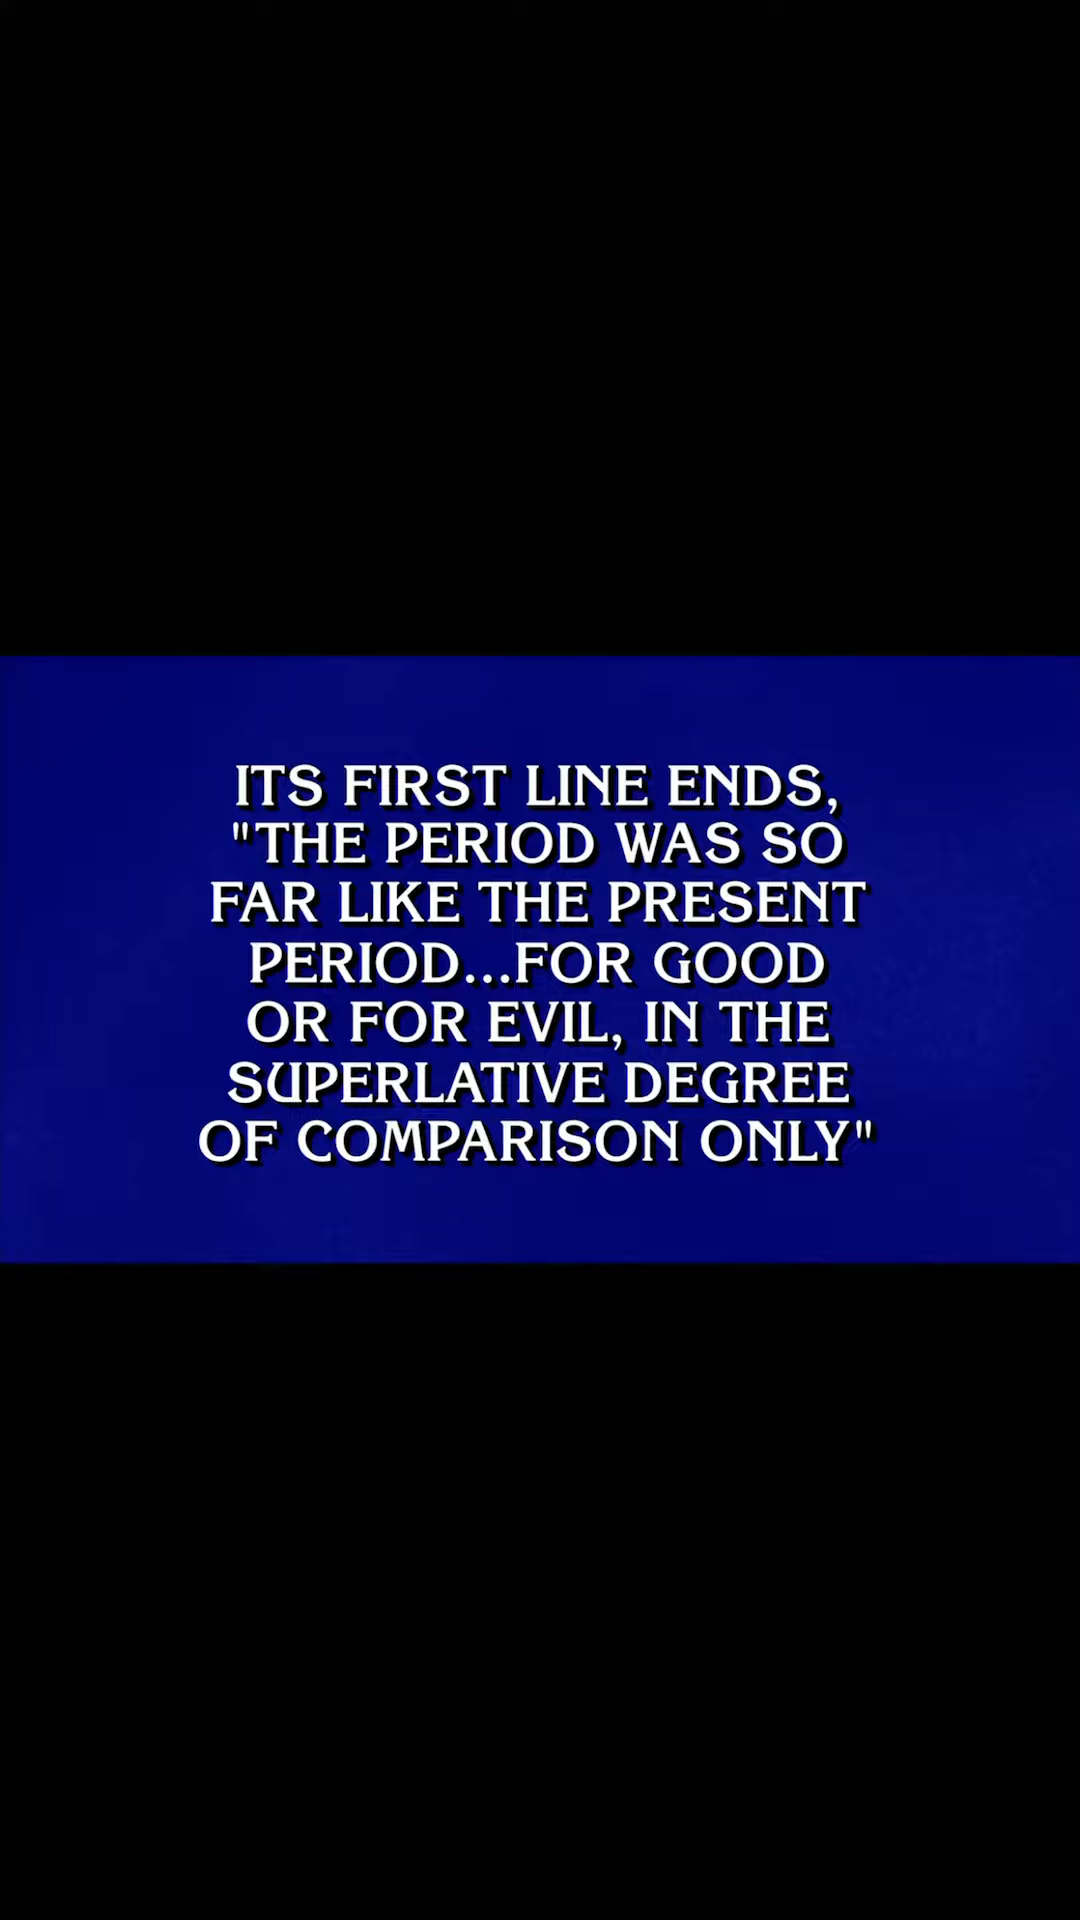 ITS FIRST LINE ENDS,
"THE PERIOD WAS SO
FAR LIKE THE PRESENT
PERIOD...FOR GOOD
OR FOR EVIL, IN THE
SUPERLATIVE DEGREE
OF COMPARISON ONLY"